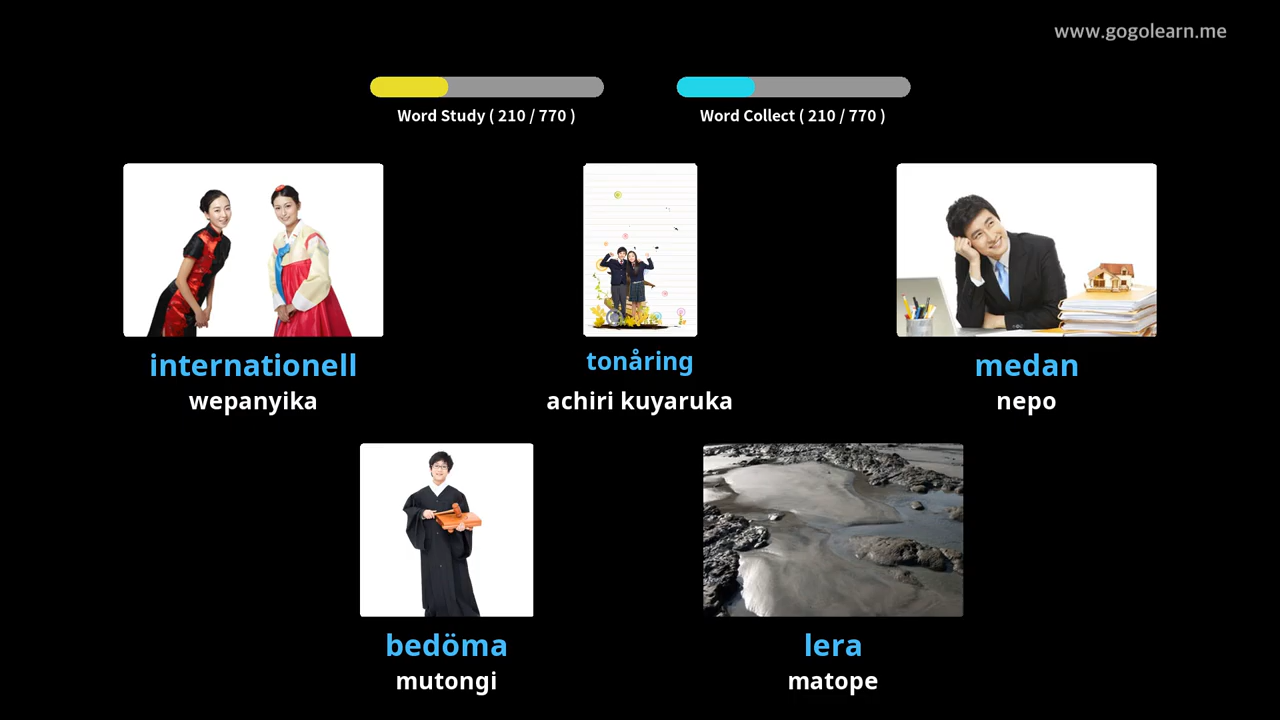 www.gogolearn.me
Word Study ( 210 / 770 )
Word Collect ( 210 / 770 )
internationell
wepanyika
tonåring
achiri kuyaruka
medan
nepo
bedöma
mutongi
lera
matope